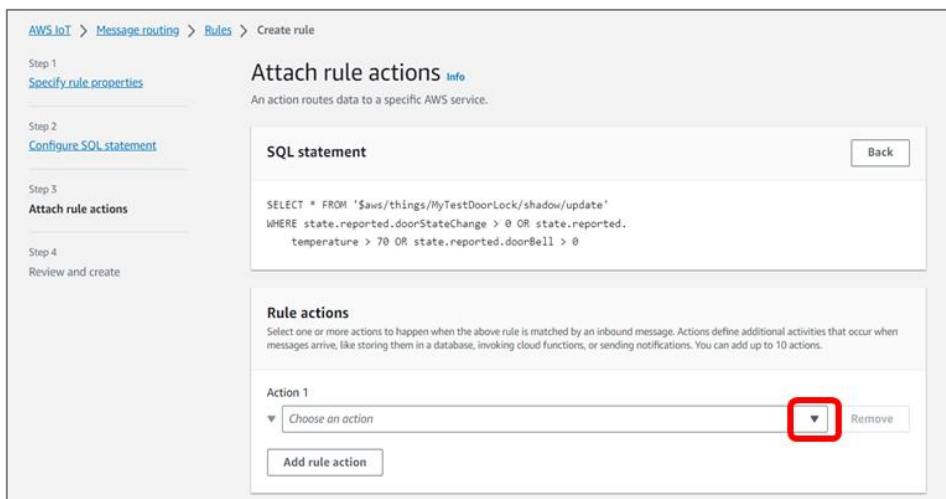 AWS IoT > Message routing > Rules > Create rule
Step 1
Specify rule properties
Step 2
Configure SQL statement
Step 3
Attach rule actions
Step 4
Review and create
Attach rule actions Info
An action routes data to a specific AWS service.
SQL statement
Back
SELECT * FROM '$aws/things/MyTestDoorLock/shadow/update'
WHERE state.reported.doorStateChange > 0 OR state.reported.
temperature > 70 OR state.reported.doorBell > 0
Rule actions
Select one or more actions to happen when the above rule is matched by an inbound message. Actions define additional activities that occur when
messages arrive, like storing them in a database, invoking cloud functions, or sending notifications. You can add up to 10 actions.
Action 1
Choose an action
Remove
Add rule action